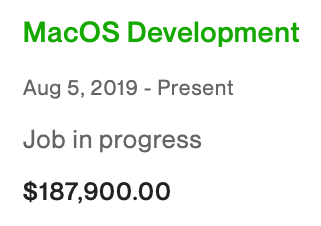 MacOS Development
Aug 5, 2019 - Present
Job in progress
$187,900.00